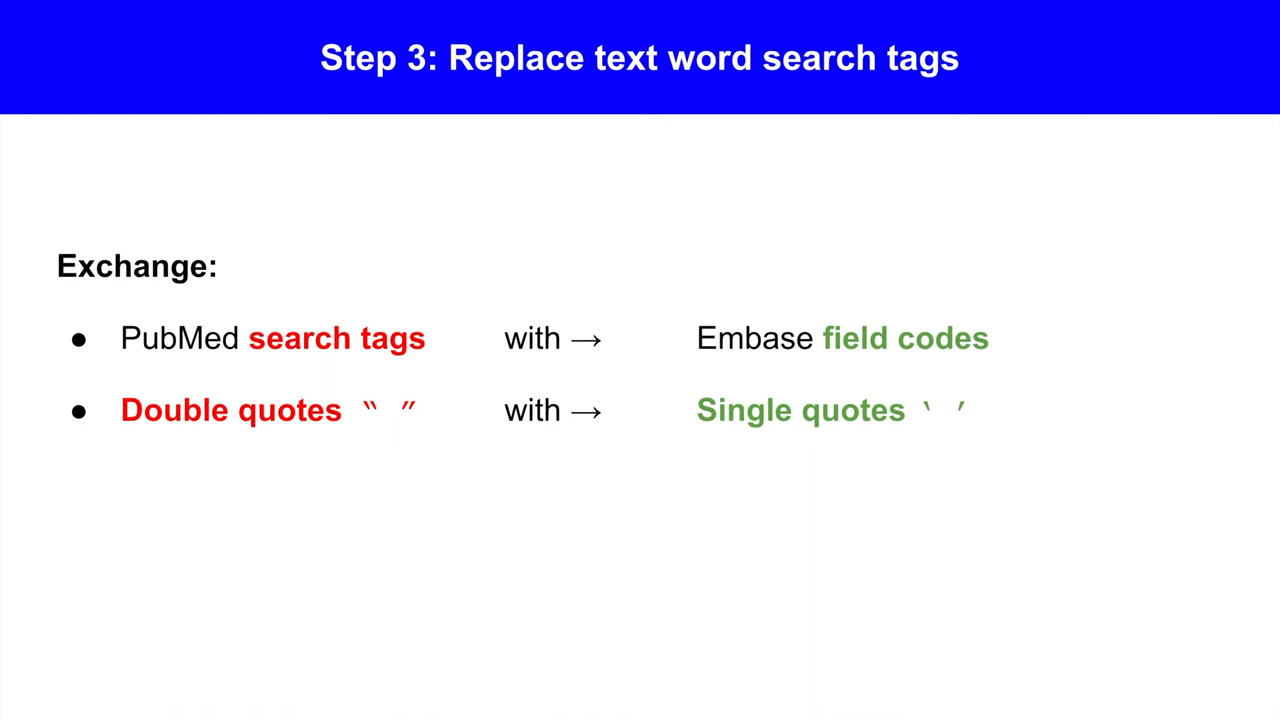 Step 3: Replace text word search tags
Exchange:
● PubMed search tags with → Embase field codes
● Double quotes “ ” with → Single quotes ‘ ’